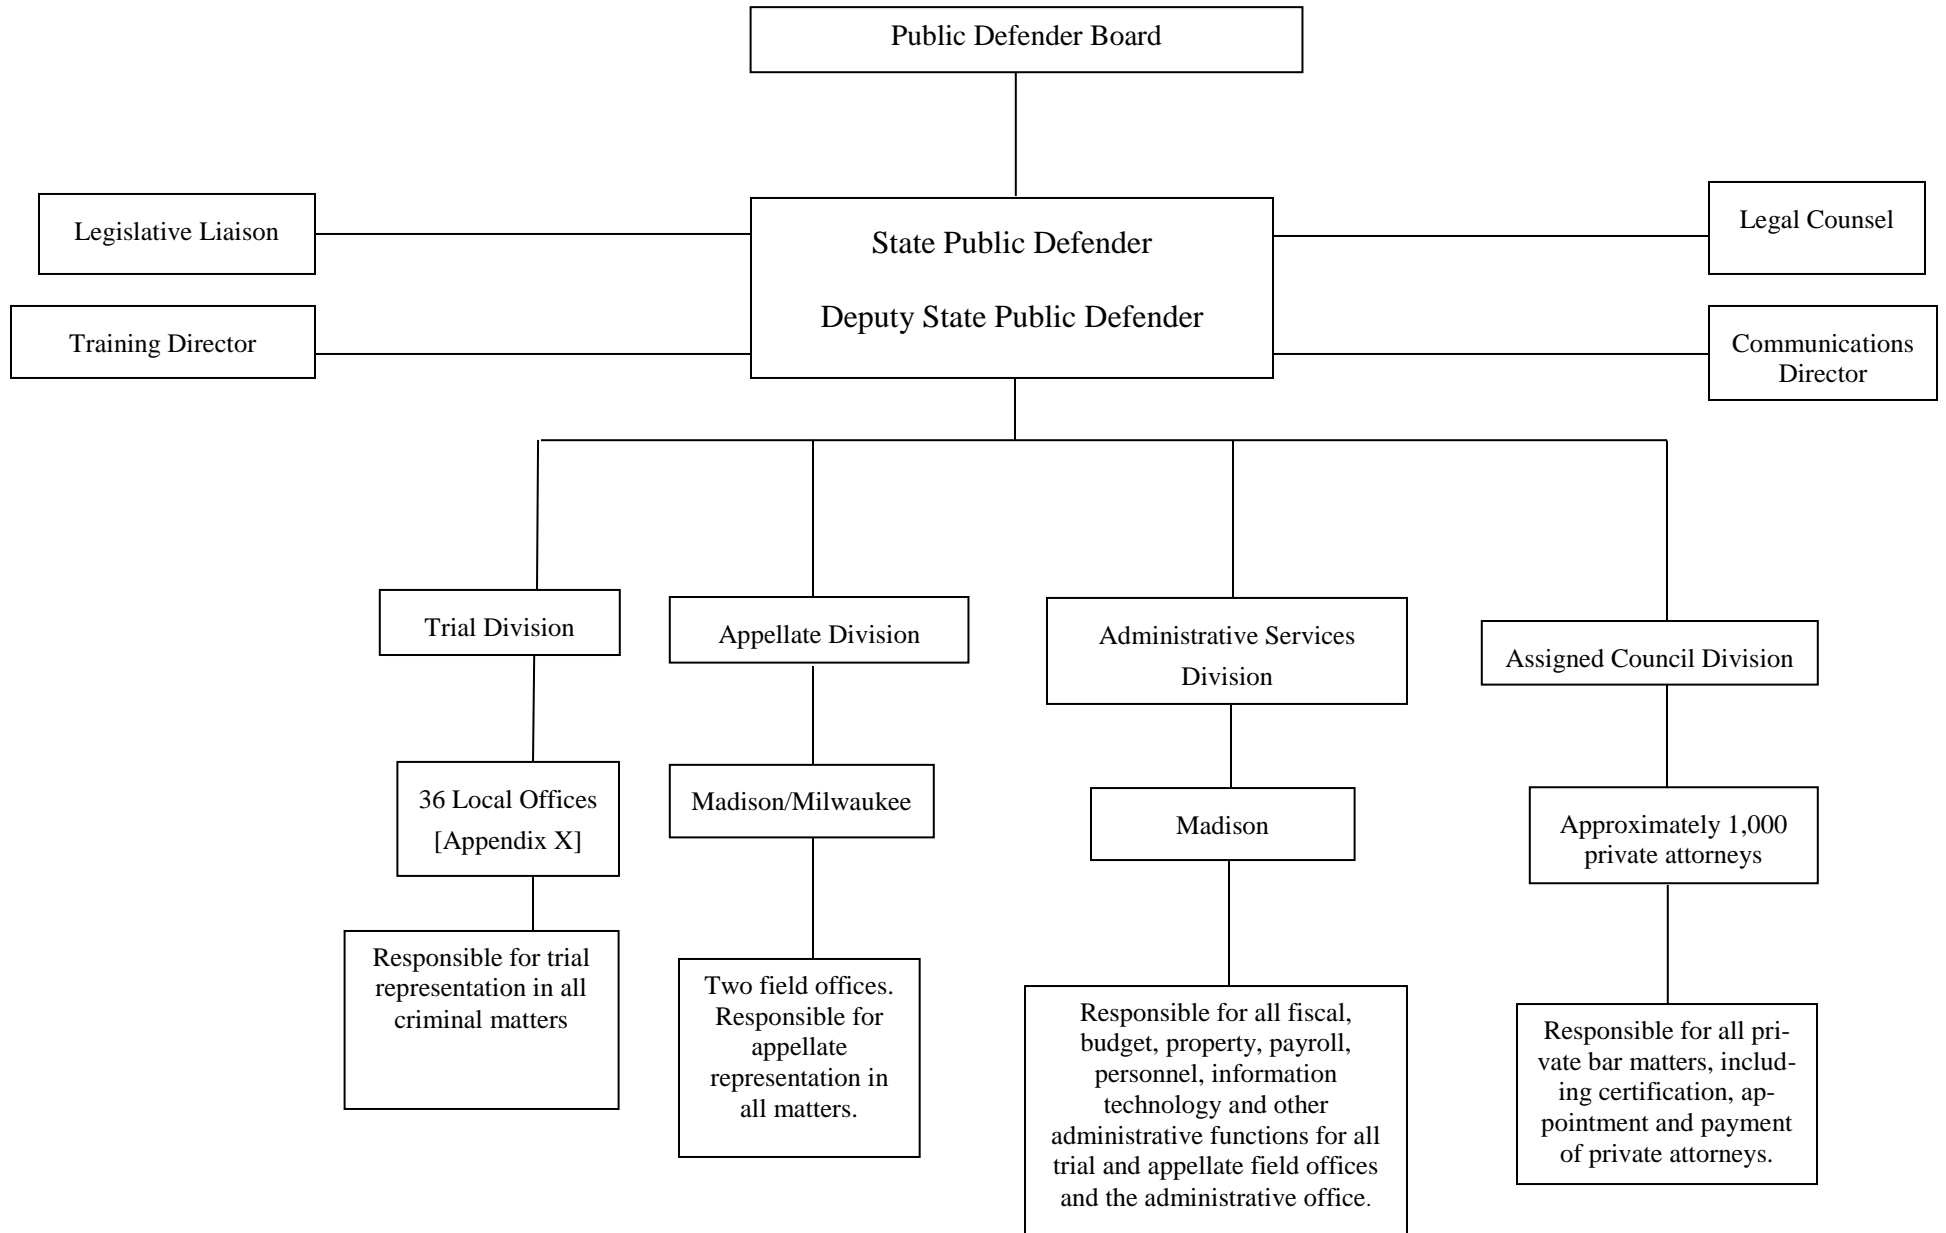 Public Defender Board
Legislative Liaison
State Public Defender
Deputy State Public Defender
Legal Counsel
Training Director
Communications
Director
Trial Division
Appellate Division
Administrative Services
Division
Assigned Council Division
36 Local Offices
[Appendix X]
Madison/Milwaukee
Madison
Approximately 1,000
private attorneys
Responsible for trial
representation in all
criminal matters
Two field offices.
Responsible for
appellate
representation in
all matters.
Responsible for all fiscal,
budget, property, payroll,
personnel, information
technology and other
administrative functions for all
trial and appellate field offices
and the administrative office.
Responsible for all pri-
vate bar matters, includ-
ing certification, ap-
pointment and payment
of private attorneys.